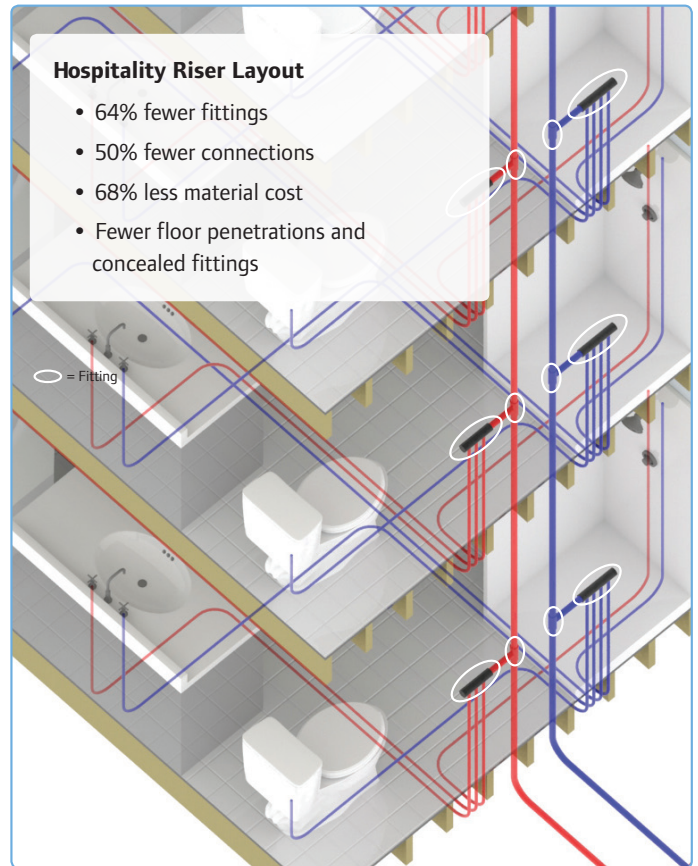 Hospitality Riser Layout
• 64% fewer fittings
• 50% fewer connections
• 68% less material cost
• Fewer floor penetrations and
concealed fittings
= Fitting